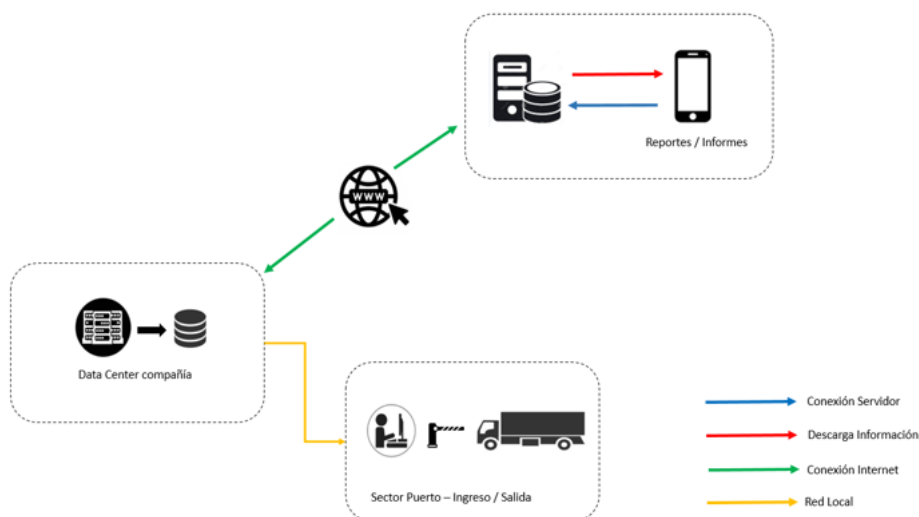 Reportes / Informes
WWW
Data Center compañía
Sector Puerto – Ingreso / Salida
Conexión Servidor
Descarga Información
Conexión Internet
Red Local